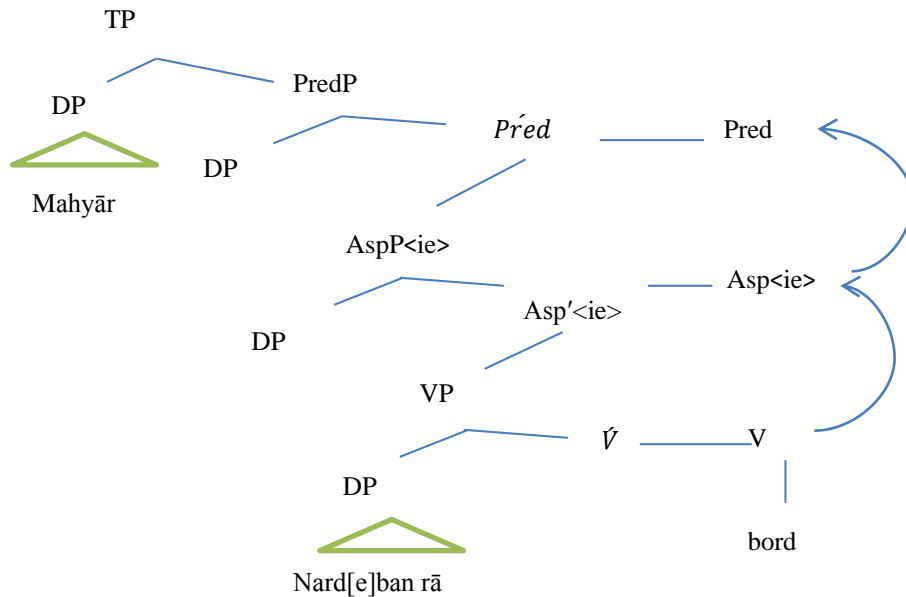 TP
PredP
DP
Pŕed
Pred
DP
Mahyār
AspP<ie>
Asp<ie>
Asp′<ie>
DP
VP
V́
V
DP
bord
Nard[e]ban rā